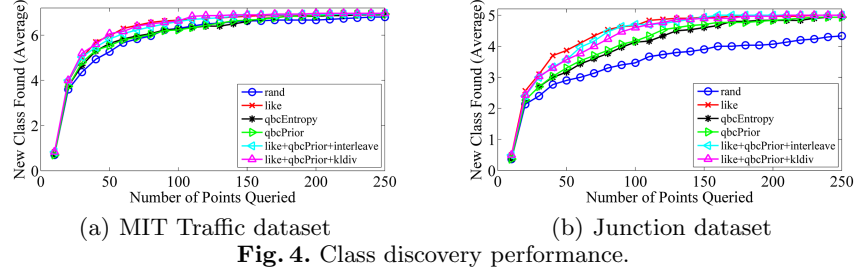 New Class Found (Average)
6
4
2
0
0
50
100
150
200
250
Number of Points Queried
rand
like
qbcEntropy
qbcPrior
like+qbcPrior+interleave
like+qbcPrior+kldiv
(a) MIT Traffic dataset
New Class Found (Average)
5
4
3
2
1
0
0
50
100
150
200
250
Number of Points Queried
rand
like
qbcEntropy
qbcPrior
like+qbcPrior+interleave
like+qbcPrior+kldiv
(b) Junction dataset
Fig. 4. Class discovery performance.